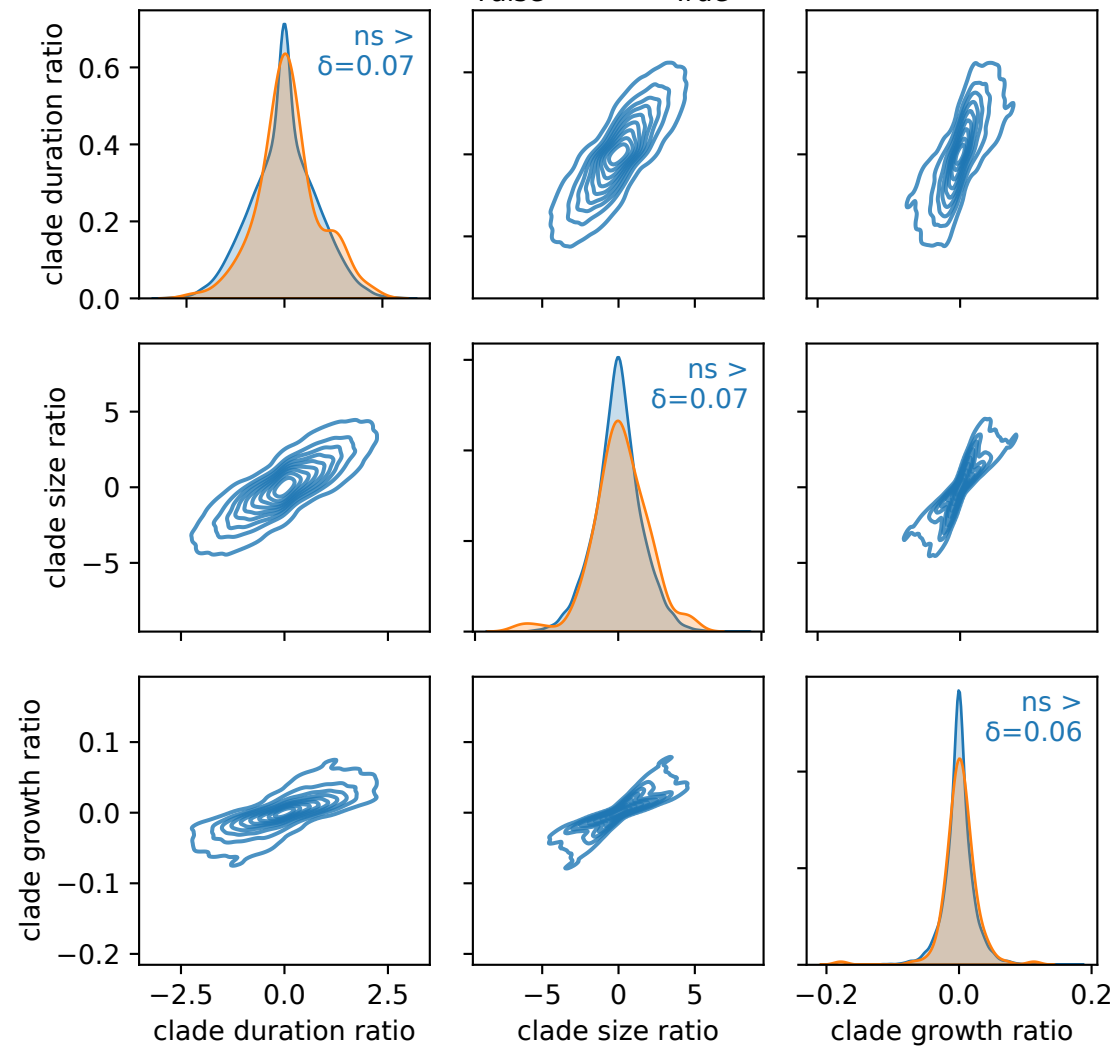 clade duration ratio
0.6
0.4
0.2
0.0
ns >
δ=0.07
clade size ratio
5
0
−5
ns >
δ=0.07
clade growth ratio
0.1
0.0
−0.1
−0.2
ns >
δ=0.06
−2.5 0.0 2.5
−5 0 5
−0.2 0.0 0.2
clade duration ratio
clade size ratio
clade growth ratio